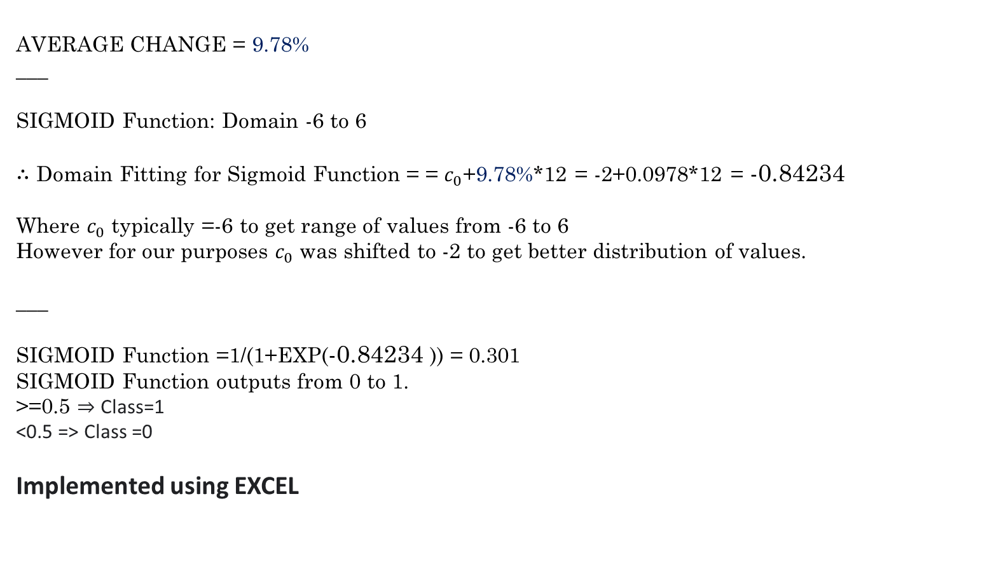 AVERAGE CHANGE = 9.78%
___
SIGMOID Function: Domain -6 to 6
∴ Domain Fitting for Sigmoid Function = = c₀+9.78%*12 = -2+0.0978*12 = -0.84234
Where c₀ typically =-6 to get range of values from -6 to 6
However for our purposes c₀ was shifted to -2 to get better distribution of values.
___
SIGMOID Function =1/(1+EXP(-0.84234 )) = 0.301
SIGMOID Function outputs from 0 to 1.
>=0.5 ⇒ Class=1
<0.5 => Class =0
Implemented using EXCEL